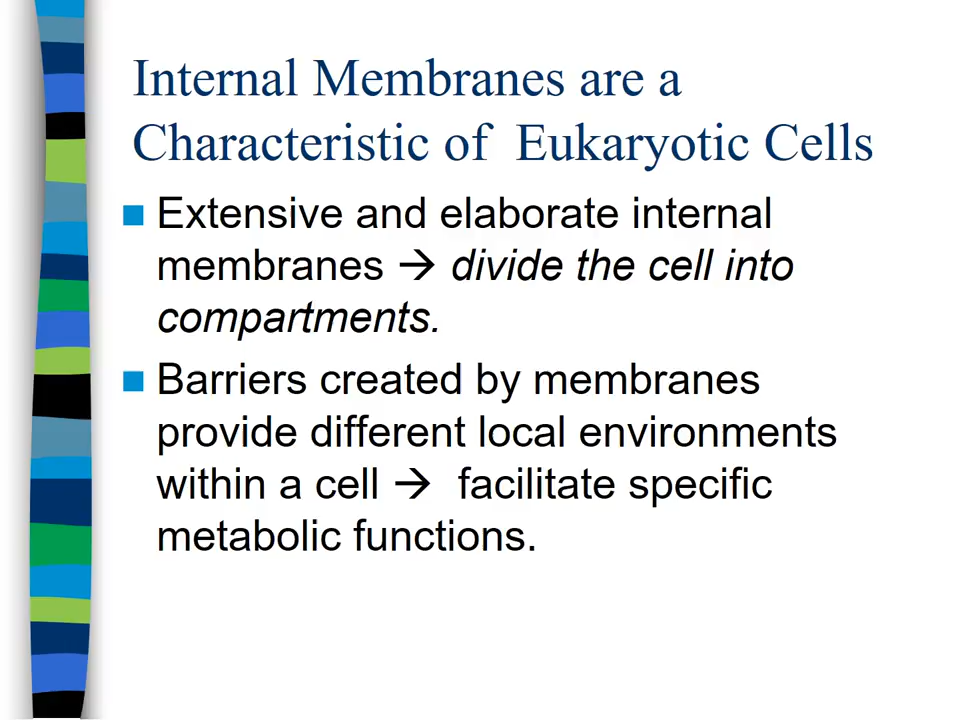 Internal Membranes are a
Characteristic of  Eukaryotic Cells
Extensive and elaborate internal
membranes → divide the cell into
compartments.
Barriers created by membranes
provide different local environments
within a cell →  facilitate specific
metabolic functions.